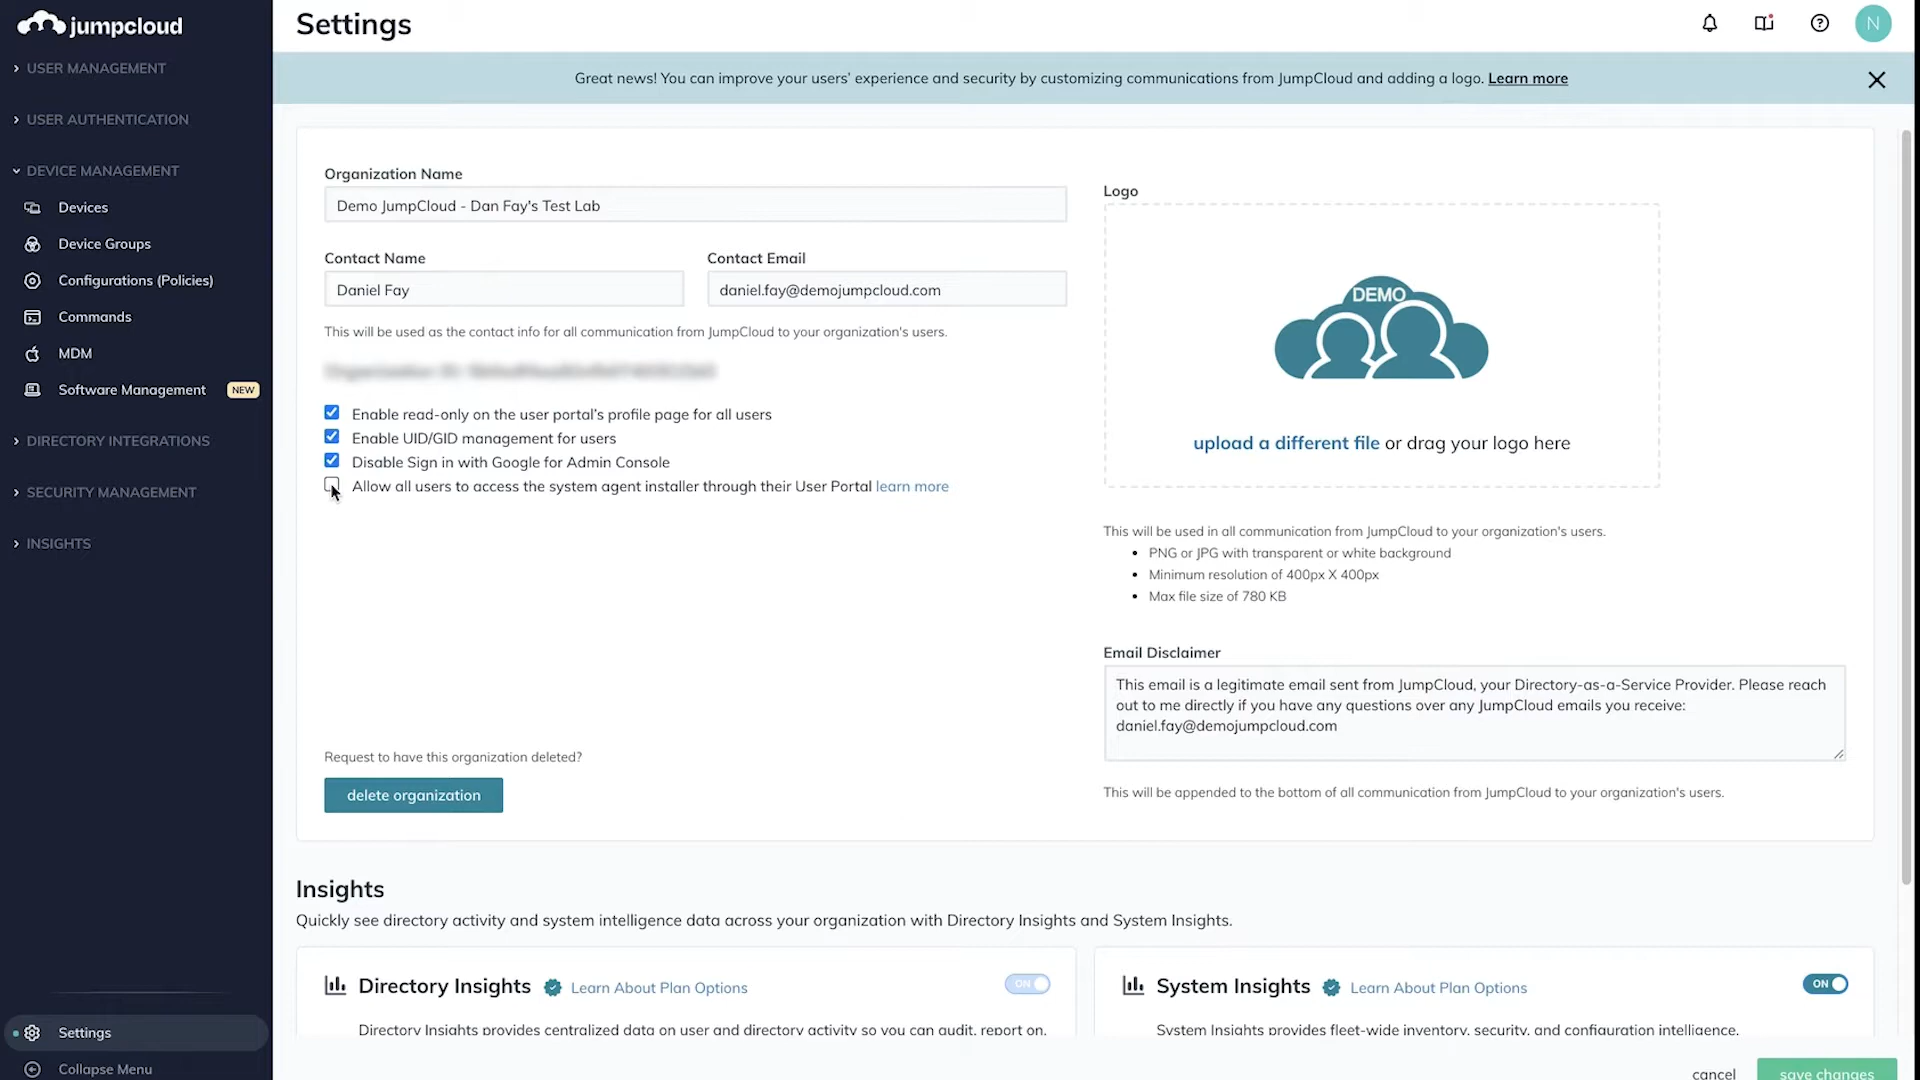 jumpcloud
Settings
N
USER MANAGEMENT
Great news! You can improve your users' experience and security by customizing communications from JumpCloud and adding a logo. Learn more
USER AUTHENTICATION
DEVICE MANAGEMENT
Devices
Device Groups
Configurations (Policies)
Commands
MDM
Software Management NEW
DIRECTORY INTEGRATIONS
SECURITY MANAGEMENT
INSIGHTS
Settings
Collapse Menu
Organization Name
Demo JumpCloud - Dan Fay's Test Lab
Contact Name
Contact Email
Daniel Fay
daniel.fay@demojumpcloud.com
This will be used as the contact info for all communication from JumpCloud to your organization's users.
Enable read-only on the user portal's profile page for all users
Enable UID/GID management for users
Disable Sign in with Google for Admin Console
Allow all users to access the system agent installer through their User Portal learn more
Request to have this organization deleted?
delete organization
Logo
DEMO
upload a different file or drag your logo here
This will be used in all communication from JumpCloud to your organization's users.
• PNG or JPG with transparent or white background
• Minimum resolution of 400px X 400px
• Max file size of 780 KB
Email Disclaimer
This email is a legitimate email sent from JumpCloud, your Directory-as-a-Service Provider. Please reach
out to me directly if you have any questions over any JumpCloud emails you receive:
daniel.fay@demojumpcloud.com
This will be appended to the bottom of all communication from JumpCloud to your organization's users.
Insights
Quickly see directory activity and system intelligence data across your organization with Directory Insights and System Insights.
Directory Insights Learn About Plan Options ON
Directory Insights provides centralized data on user and directory activity so you can audit, report on,
System Insights Learn About Plan Options ON
System Insights provides fleet-wide inventory, security, and configuration intelligence.
cancel
save changes